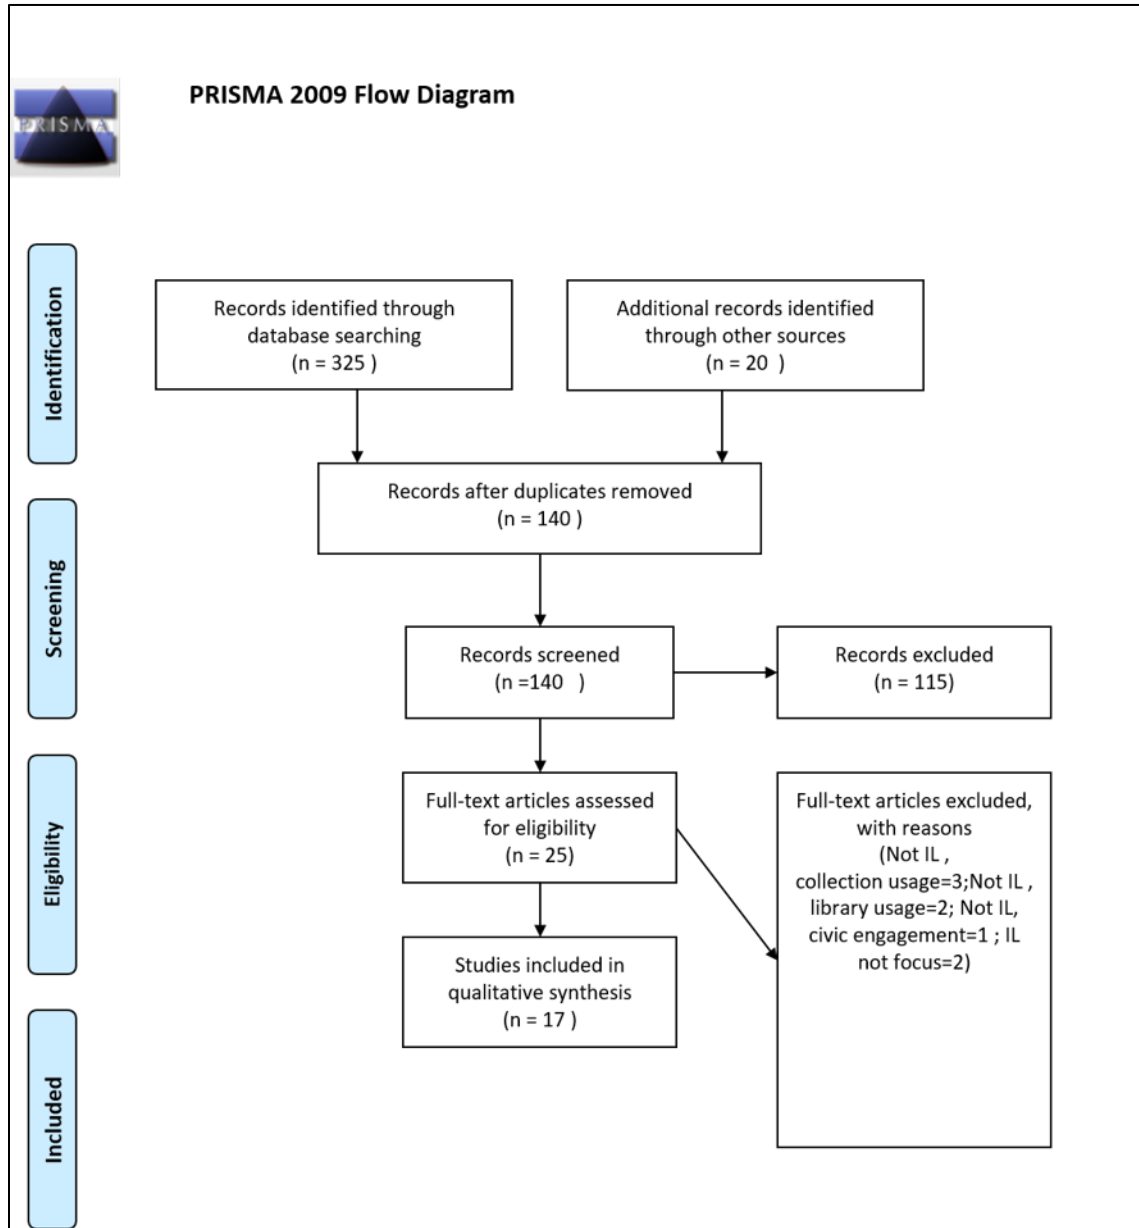 PRISMA 2009 Flow Diagram
PRISMA
Identification
Records identified through
database searching
(n = 325 )
Additional records identified
through other sources
(n = 20  )
Records after duplicates removed
(n = 140 )
Screening
Records screened
(n =140   )
Records excluded
(n = 115)
Eligibility
Full-text articles assessed
for eligibility
(n = 25)
Full-text articles excluded,
with reasons
(Not IL ,
collection usage=3;Not IL ,
library usage=2; Not IL,
civic engagement=1 ; IL
not focus=2)
Studies included in
qualitative synthesis
(n = 17 )
Included